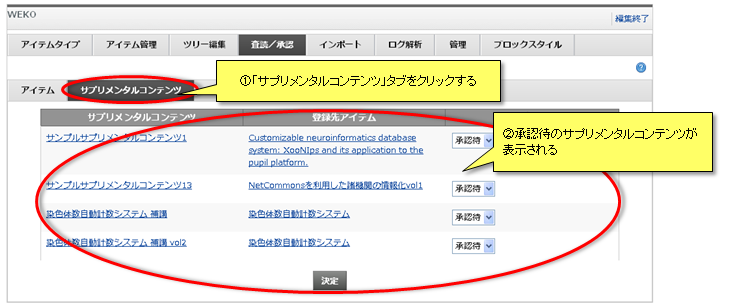 WEKO
編集終了
アイテムタイプ アイテム管理 ツリー編集 査読／承認 インポート ログ解析 管理 ブロックスタイル
アイテム サプリメンタルコンテンツ
①「サプリメンタルコンテンツ」タブをクリックする
サプリメンタルコンテンツ 登録先アイテム
サンプルサプリメンタルコンテンツ1
Customizable neuroinformatics database
system: XooNIps and its application to the
pupil platform.
承認待
②承認待のサプリメンタルコンテンツが
表示される
サンプルサプリメンタルコンテンツ13 NetCommonsを利用した諸機関の情報化vol1 承認待
染色体数自動計数システム 補講 染色体数自動計数システム 承認待
染色体数自動計数システム 補講 vol2 染色体数自動計数システム 承認待
決定